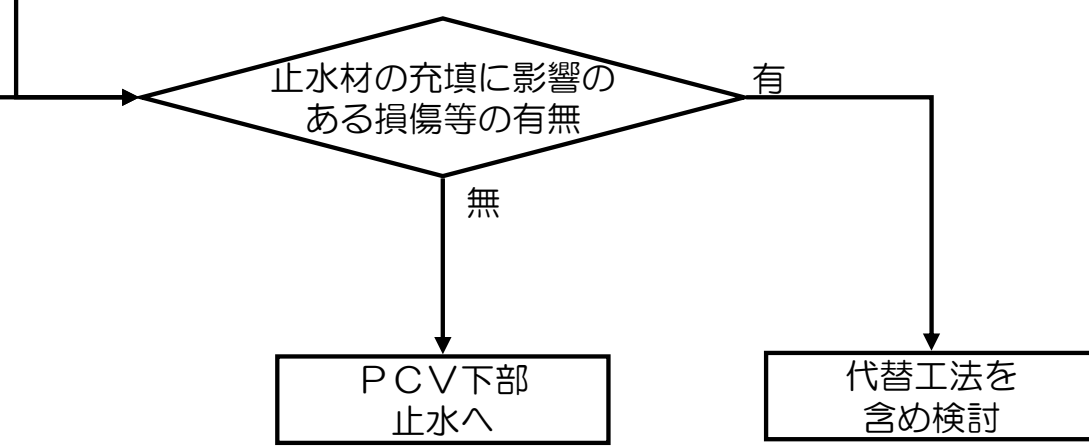 止水材の充填に影響の
ある損傷等の有無
有
無
ＰＣＶ下部
止水へ
代替工法を
含め検討